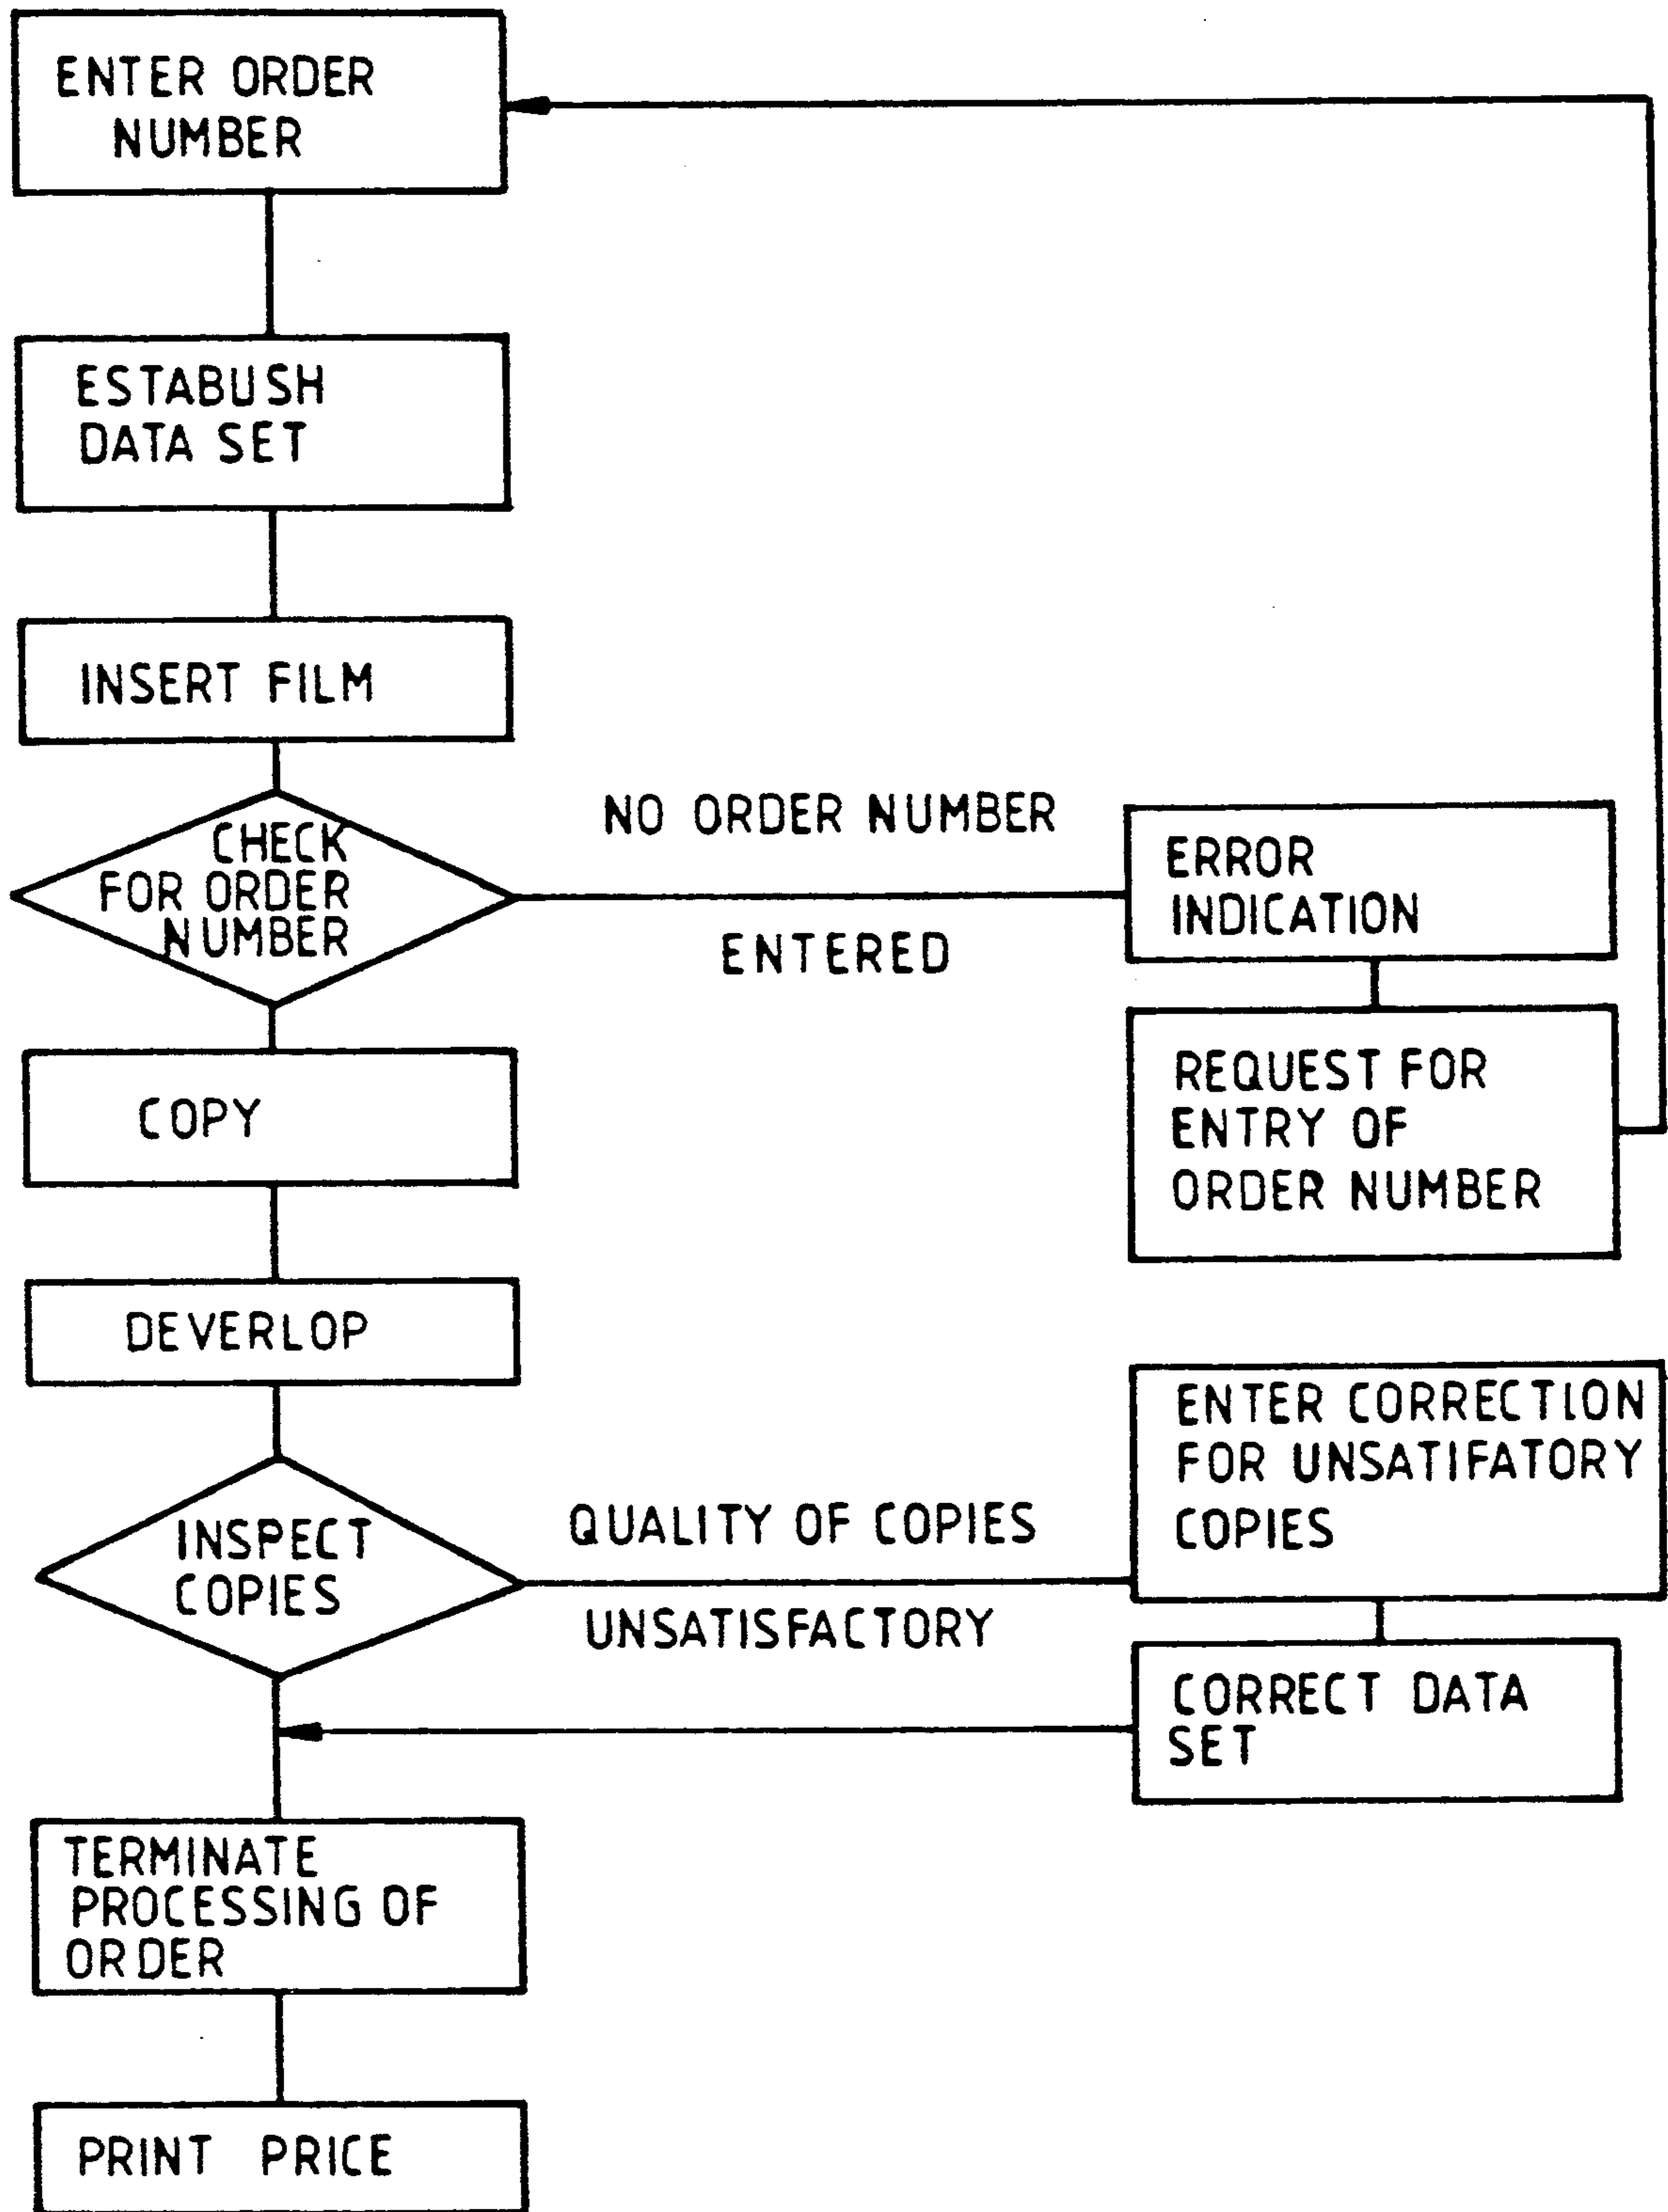 ENTER ORDER
NUMBER
ESTABUSH
DATA SET
INSERT FILM
CHECK
FOR ORDER
NUMBER
NO ORDER NUMBER
ENTERED
ERROR
INDICATION
REQUEST FOR
ENTRY OF
ORDER NUMBER
COPY
DEVERLOP
INSPECT
COPIES
QUALITY OF COPIES
UNSATISFACTORY
ENTER CORRECTION
FOR UNSATIFATORY
COPIES
CORRECT DATA
SET
TERMINATE
PROCESSING OF
ORDER
PRINT PRICE